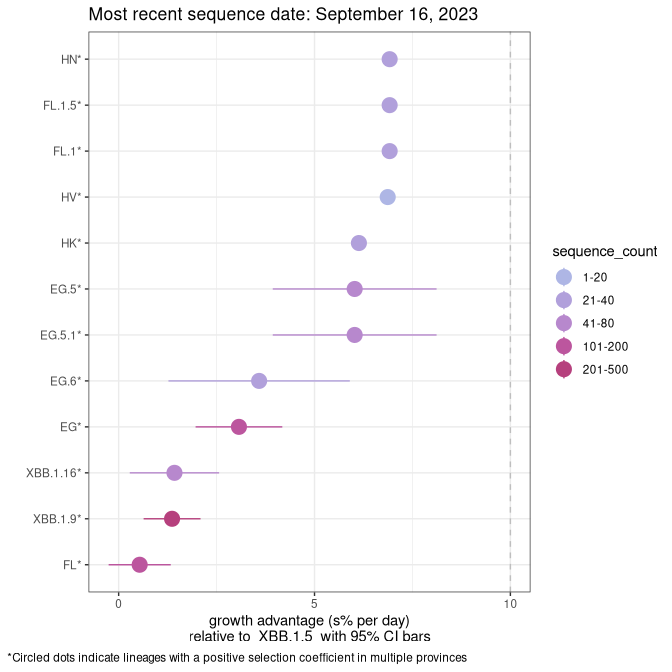 Most recent sequence date: September 16, 2023
HN*
FL.1.5*
FL.1*
HV*
HK*
EG.5*
EG.5.1*
EG.6*
EG*
XBB.1.16*
XBB.1.9*
FL*
0 5 10
growth advantage (s% per day)
relative to  XBB.1.5  with 95% CI bars
sequence_count
1-20
21-40
41-80
101-200
201-500
*Circled dots indicate lineages with a positive selection coefficient in multiple provinces